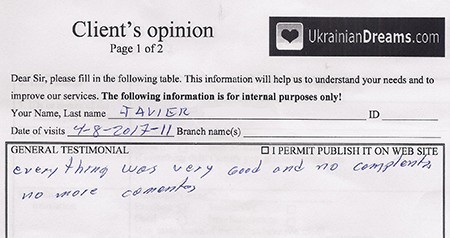 Client's opinion
Page 1 of 2
UkrainianDreams.com
Dear Sir, please fill in the following table. This information will help us to understand your needs and to
improve our services. The following information is for internal purposes only!
Your Name, Last name JAVIER ID
Date of visits 4-8-2017-11 Branch name(s)
GENERAL TESTIMONIAL ☐ I PERMIT PUBLISH IT ON WEB SITE
everything was very Good and no complents
no more coments